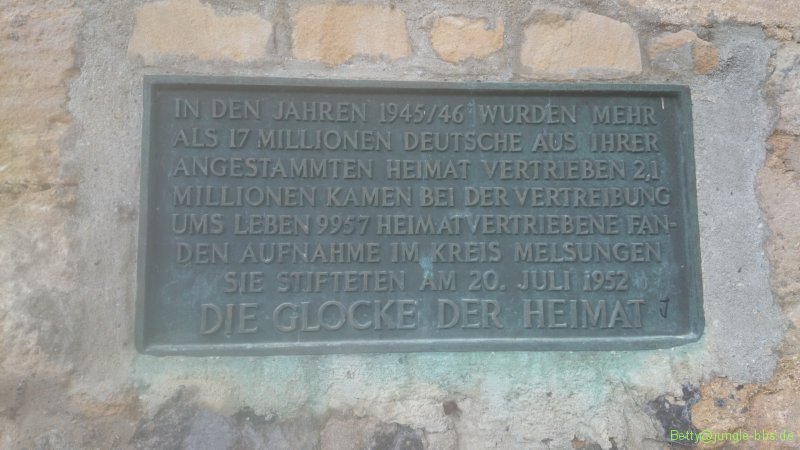 IN DEN JAHREN 1945/46 WURDEN MEHR
ALS 17 MILLIONEN DEUTSCHE AUS IHRER
ANGESTAMMTEN HEIMAT VERTRIEBEN 2,1
MILLIONEN KAMEN BEI DER VERTREIBUNG
UMS LEBEN 9957 HEIMATVERTRIEBENE FAN-
DEN AUFNAHME IM KREIS MELSUNGEN
SIE STIFTETEN AM 20. JULI 1952
DIE GLOCKE DER HEIMAT
Betty@jungle-bbs.de